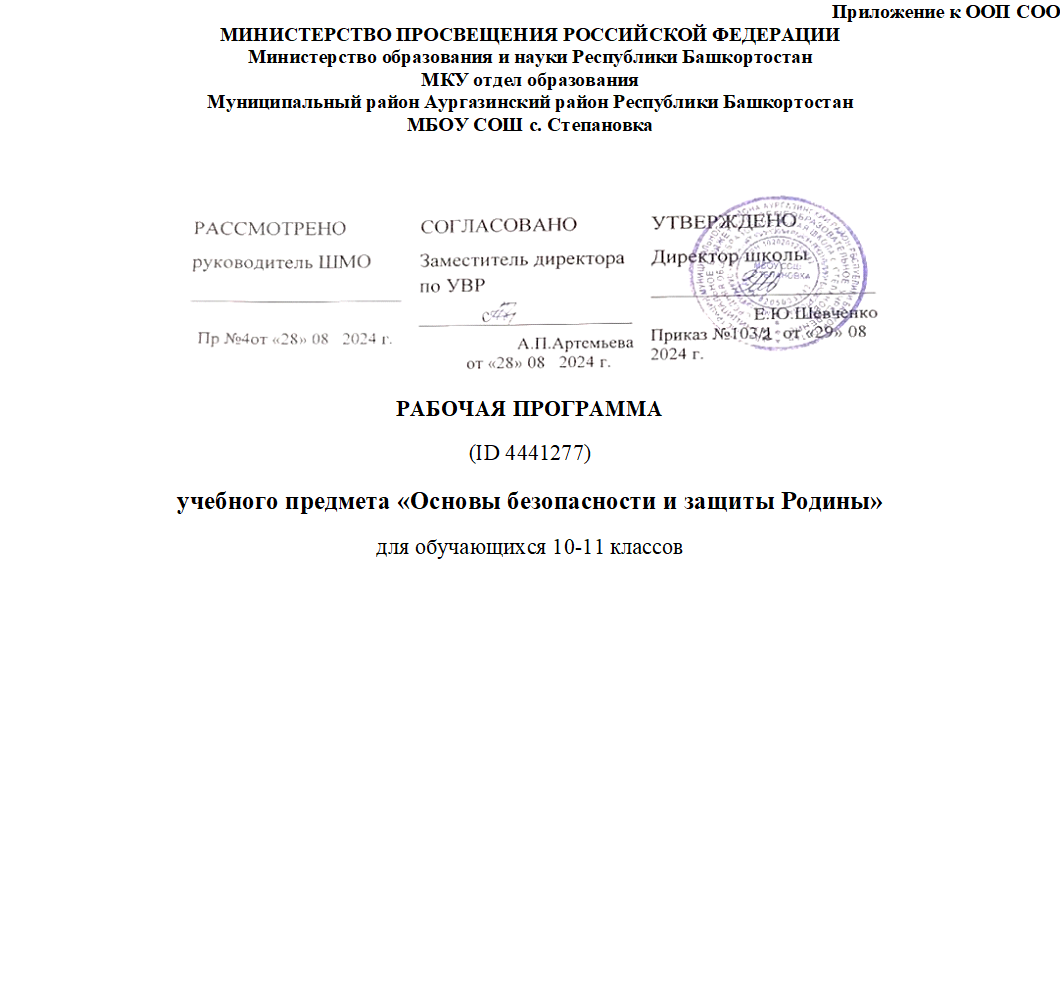 Приложение к ООП СОО
МИНИСТЕРСТВО ПРОСВЕЩЕНИЯ РОССИЙСКОЙ ФЕДЕРАЦИИ
Министерство образования и науки Республики Башкортостан
МКУ отдел образования
Муниципальный район Аургазинский район Республики Башкортостан
МБОУ СОШ с. Степановка
РАССМОТРЕНО
руководитель ШМО
Пр №4от «28» 08 2024 г.
СОГЛАСОВАНО
Заместитель директора
по УВР
А.П.Артемьева
от «28» 08 2024 г.
УТВЕРЖДЕНО
Директор школы
МБОУ СОШ
Е.Ю.Шевченко
Приказ №103/1 от «29» 08
2024 г.
РАБОЧАЯ ПРОГРАММА
(ID 4441277)
учебного предмета «Основы безопасности и защиты Родины»
для обучающихся 10-11 классов